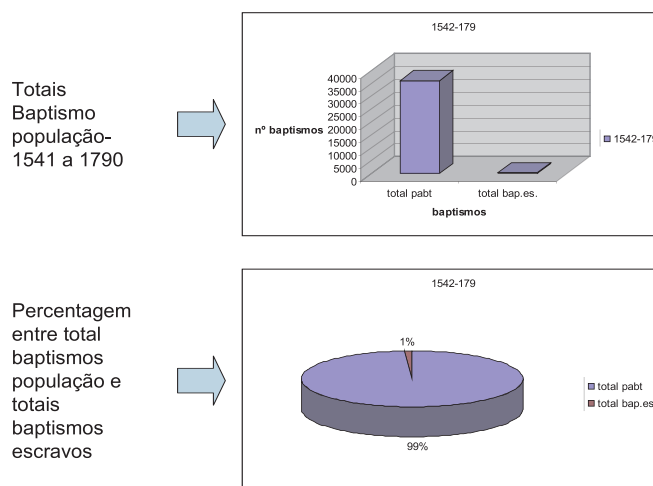 Totais
Baptismo
população-
1541 a 1790
1542-179
nº baptismos
40000
35000
30000
25000
20000
15000
10000
5000
0
total pabt
total bap.es.
baptismos
1542-179
Percentagem
entre total
baptismos
população e
totais
baptismos
escravos
1542-179
1%
99%
total pabt
total bap.es